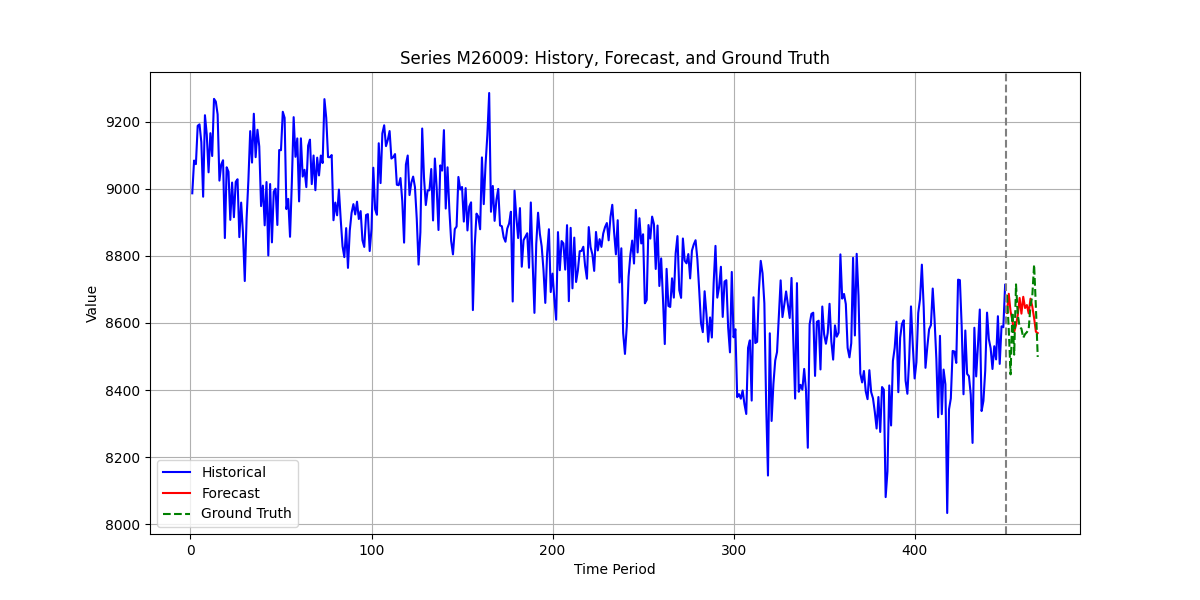 Series M26009: History, Forecast, and Ground Truth
Value
9200
9000
8800
8600
8400
8200
8000
Historical
Forecast
Ground Truth
0 100 200 300 400
Time Period